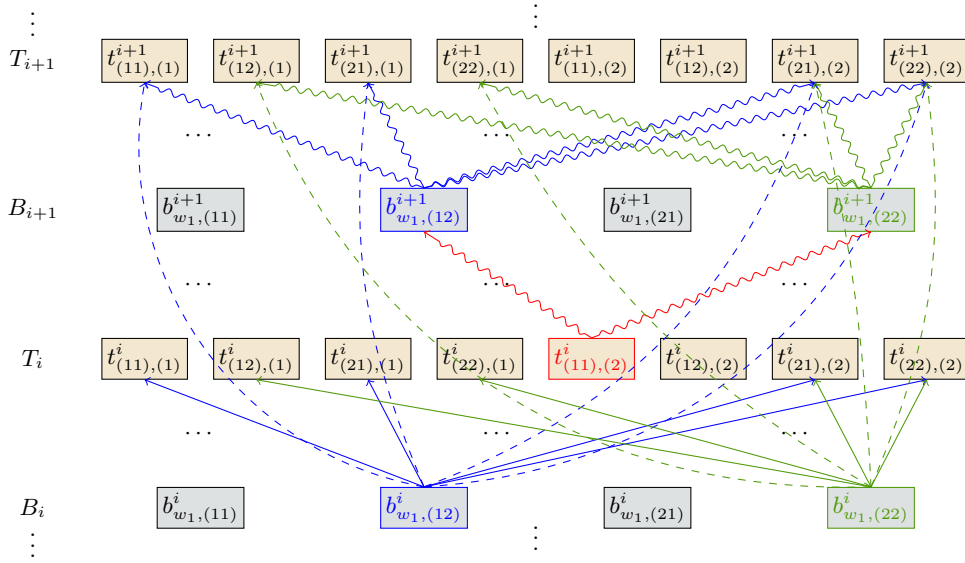 ⋮ ⋮
T_{i+1} t^{i+1}_{(11),(1)} t^{i+1}_{(12),(1)} t^{i+1}_{(21),(1)} t^{i+1}_{(22),(1)} t^{i+1}_{(11),(2)} t^{i+1}_{(12),(2)} t^{i+1}_{(21),(2)} t^{i+1}_{(22),(2)}
... ... ...
B_{i+1} b^{i+1}_{w_1,(11)} b^{i+1}_{w_1,(12)} b^{i+1}_{w_1,(21)} b^{i+1}_{w_1,(22)}
... ... ...
T_i t^i_{(11),(1)} t^i_{(12),(1)} t^i_{(21),(1)} t^i_{(22),(1)} t^i_{(11),(2)} t^i_{(12),(2)} t^i_{(21),(2)} t^i_{(22),(2)}
... ... ...
B_i b^i_{w_1,(11)} b^i_{w_1,(12)} b^i_{w_1,(21)} b^i_{w_1,(22)}
⋮ ⋮